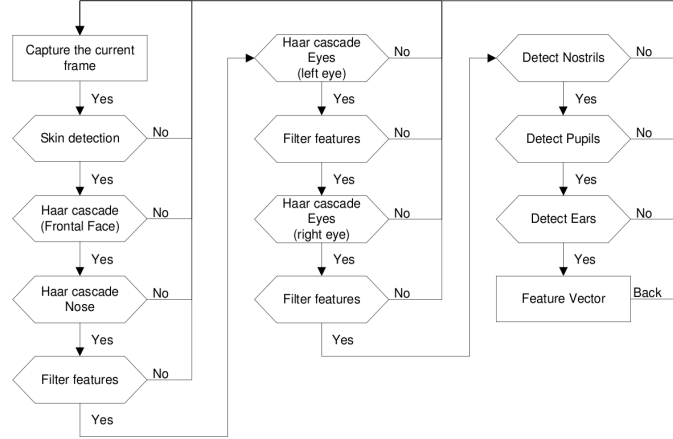 Capture the current
frame
Yes
Skin detection
No
Yes
Haar cascade
(Frontal Face)
No
Yes
Haar cascade
Nose
No
Yes
Filter features
No
Yes
Haar cascade
Eyes
(left eye)
No
Yes
Filter features
No
Yes
Haar cascade
Eyes
(right eye)
No
Yes
Filter features
No
Yes
Detect Nostrils
No
Yes
Detect Pupils
No
Yes
Detect Ears
No
Yes
Feature Vector
Back